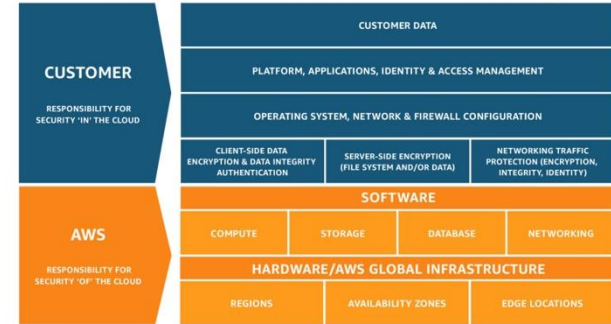 CUSTOMER
RESPONSIBILITY FOR
SECURITY 'IN' THE CLOUD
CUSTOMER DATA
PLATFORM, APPLICATIONS, IDENTITY & ACCESS MANAGEMENT
OPERATING SYSTEM, NETWORK & FIREWALL CONFIGURATION
CLIENT-SIDE DATA
ENCRYPTION & DATA INTEGRITY
AUTHENTICATION
SERVER-SIDE ENCRYPTION
(FILE SYSTEM AND/OR DATA)
NETWORKING TRAFFIC
PROTECTION (ENCRYPTION,
INTEGRITY, IDENTITY)
AWS
RESPONSIBILITY FOR
SECURITY 'OF' THE CLOUD
SOFTWARE
COMPUTE
STORAGE
DATABASE
NETWORKING
HARDWARE/AWS GLOBAL INFRASTRUCTURE
REGIONS
AVAILABILITY ZONES
EDGE LOCATIONS